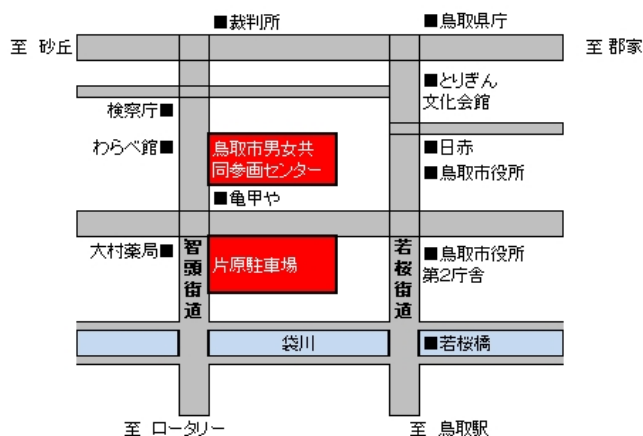 ■裁判所
■鳥取県庁
至 砂丘
至 郡家
■とりぎん
文化会館
検察庁■
わらべ館■
鳥取市男女共
同参画センター
■日赤
■鳥取市役所
■亀甲や
大村薬局■
智頭街道
片原駐車場
若桜街道
■鳥取市役所
第2庁舎
袋川
■若桜橋
至 ロータリー
至 鳥取駅